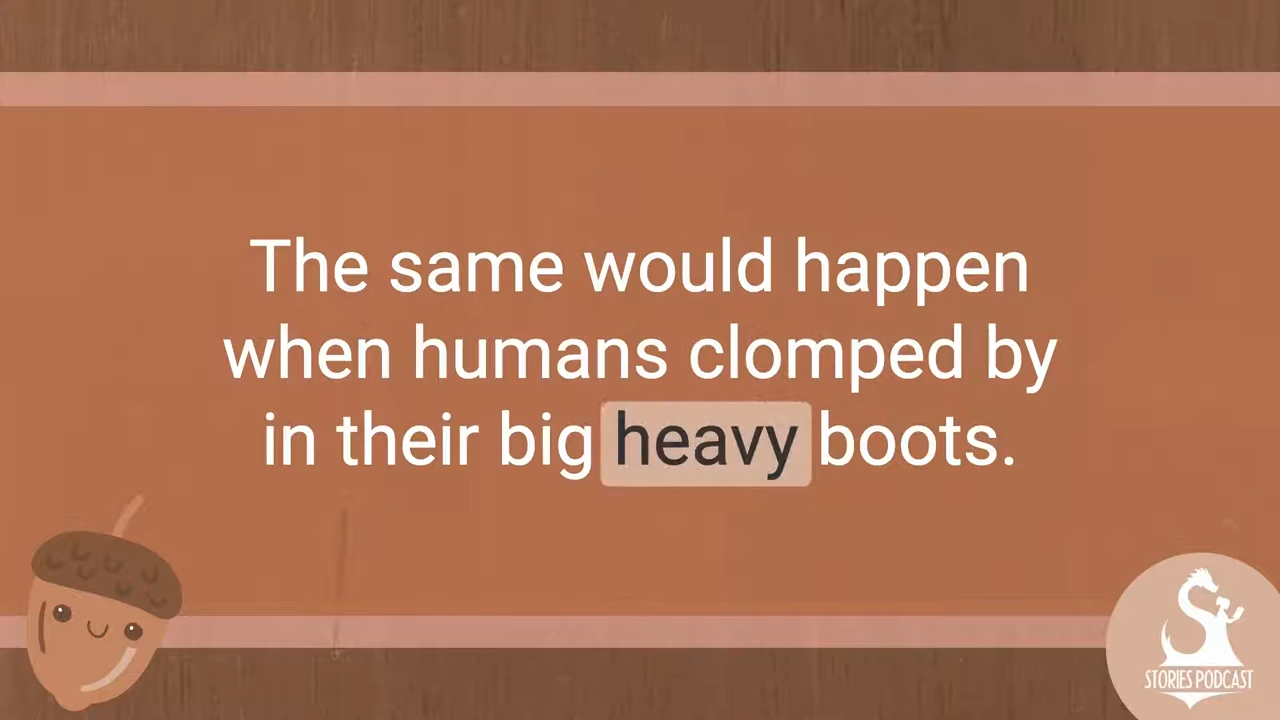 The same would happen
when humans clomped by
in their big heavy boots.
STORIES PODCAST